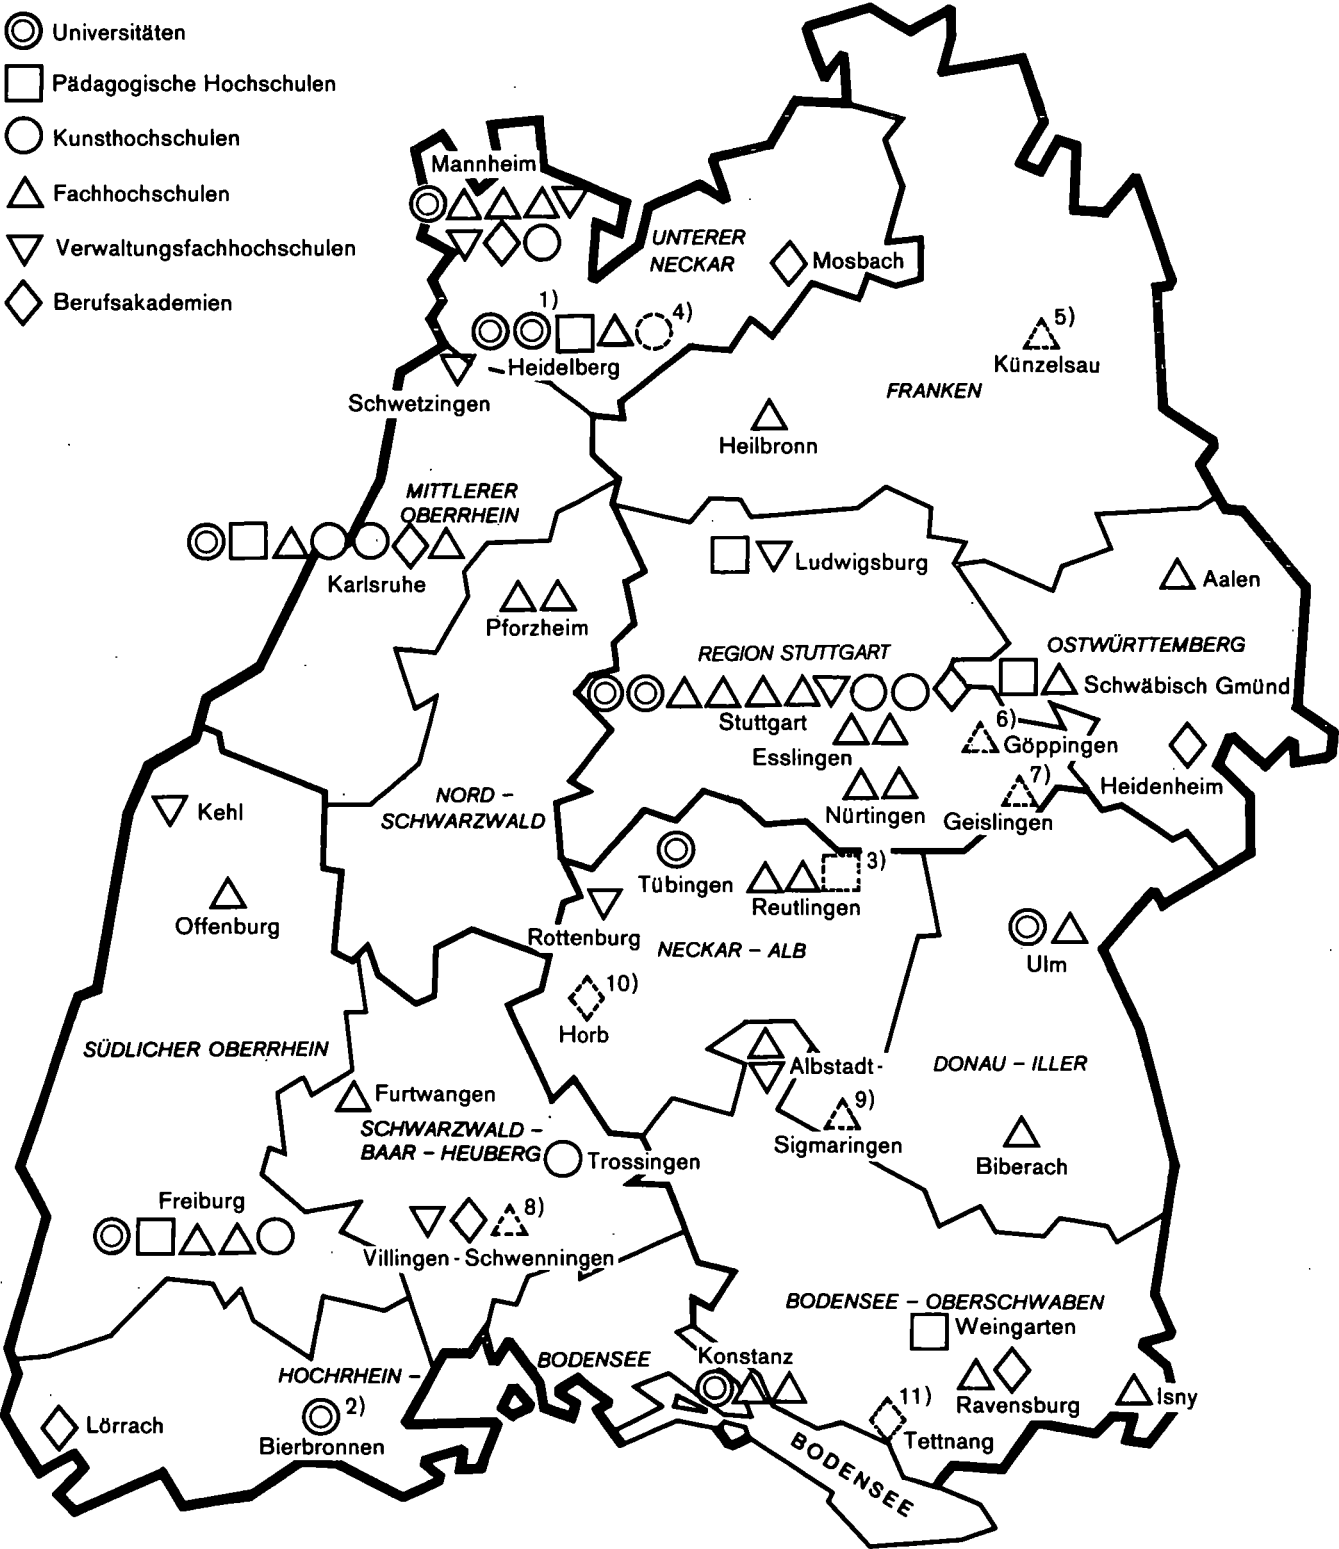 Universitäten
Pädagogische Hochschulen
Kunsthochschulen
Fachhochschulen
Verwaltungsfachhochschulen
Berufsakademien
Mannheim
UNTERER
NECKAR
Mosbach
1)
4)
Heidelberg
Schwetzingen
5)
Künzelsau
FRANKEN
Heilbronn
MITTLERER
OBERRHEIN
Karlsruhe
Pforzheim
Ludwigsburg
Aalen
REGION STUTTGART
OSTWÜRTTEMBERG
Schwäbisch Gmünd
Stuttgart
Esslingen
6)
Göppingen
Heidenheim
7)
Nürtingen
Geislingen
Kehl
NORD –
SCHWARZWALD
Offenburg
Tübingen
3)
Reutlingen
Rottenburg
NECKAR – ALB
Ulm
10)
Horb
SÜDLICHER OBERRHEIN
Albstadt-
DONAU – ILLER
Furtwangen
9)
Sigmaringen
SCHWARZWALD –
BAAR – HEUBERG
Trossingen
Biberach
Freiburg
8)
Villingen - Schwenningen
BODENSEE – OBERSCHWABEN
Weingarten
HOCHRHEIN –
BODENSEE
Konstanz
Ravensburg
Isny
Lörrach
2)
Bierbronnen
11)
Tettnang
BODENSEE